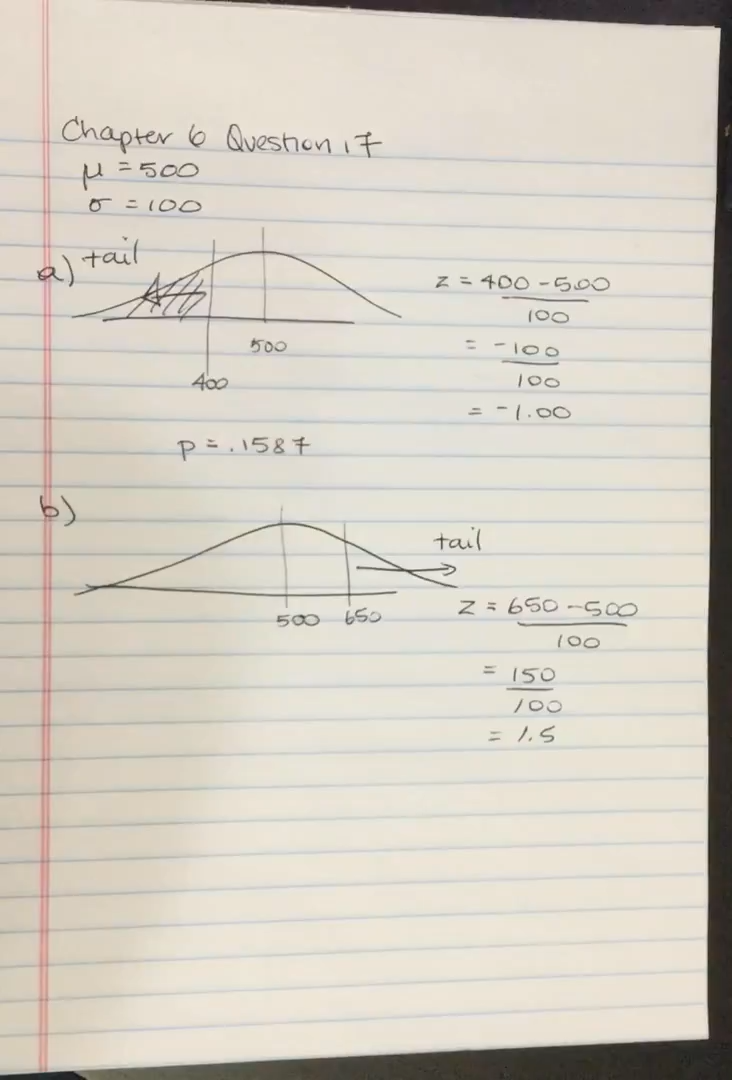 Chapter 6 Question 17
μ = 500
σ = 100
a) tail
500
400
z = 400 - 500
100
= -100
100
= -1.00
p = .1587
b)
tail
500 650
z = 650 - 500
100
= 150
100
= 1.5